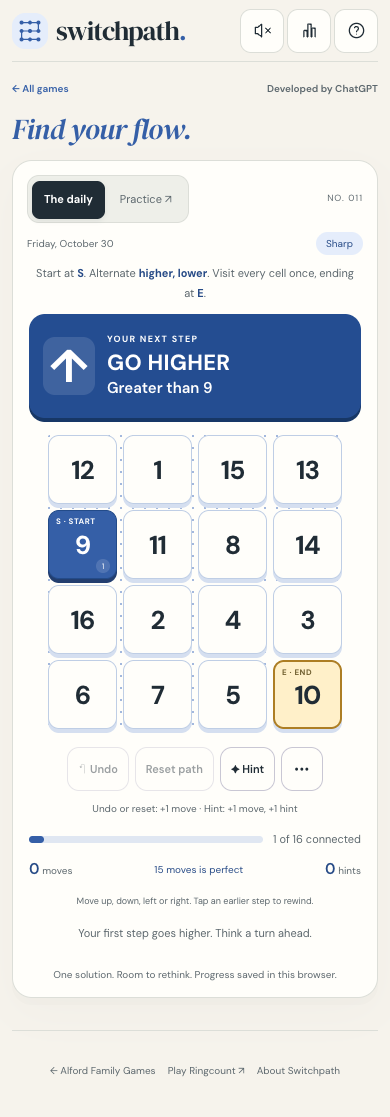 switchpath.
← All games
Developed by ChatGPT
Find your flow.
The daily
Practice ↗
NO. 011
Friday, October 30
Sharp
Start at S. Alternate higher, lower. Visit every cell once, ending
at E.
YOUR NEXT STEP
GO HIGHER
Greater than 9
12 1 15 13
S · START
9 11 8 14
1
16 2 4 3
E · END
6 7 5 10
Undo
Reset path
✦ Hint
•••
Undo or reset: +1 move · Hint: +1 move, +1 hint
1 of 16 connected
0 moves
15 moves is perfect
0 hints
Move up, down, left or right. Tap an earlier step to rewind.
Your first step goes higher. Think a turn ahead.
One solution. Room to rethink. Progress saved in this browser.
← Alford Family Games
Play Ringcount ↗
About Switchpath